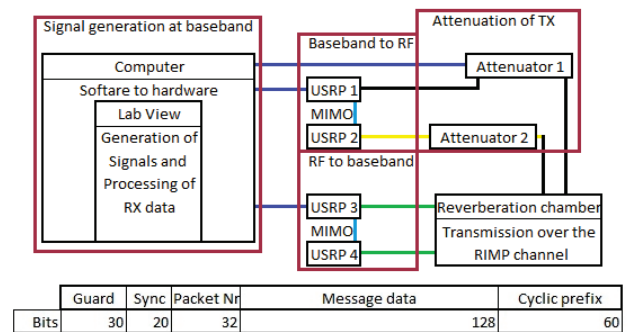 Signal generation at baseband
Attenuation of TX
Baseband to RF
Computer
Attenuator 1
Softare to hardware
USRP 1
Lab View
MIMO
Generation of
USRP 2
Attenuator 2
Signals and
RF to baseband
Processing of
RX data
USRP 3
Reverberation chamber
MIMO
Transmission over the
USRP 4
RIMP channel
Guard Sync Packet Nr Message data Cyclic prefix
Bits 30 20 32 128 60